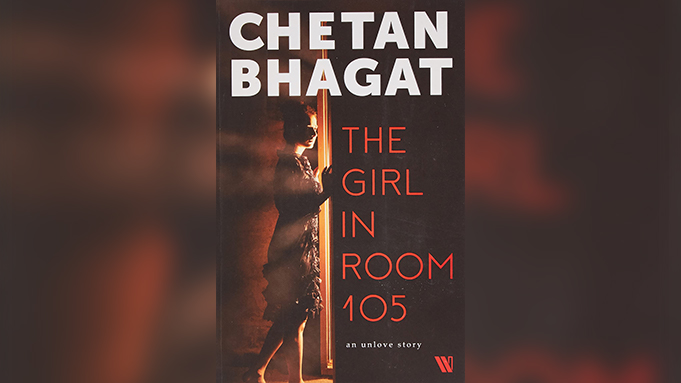 CHETAN
BHAGAT
THE
GIRL
IN
ROOM
105
an unlove story
W